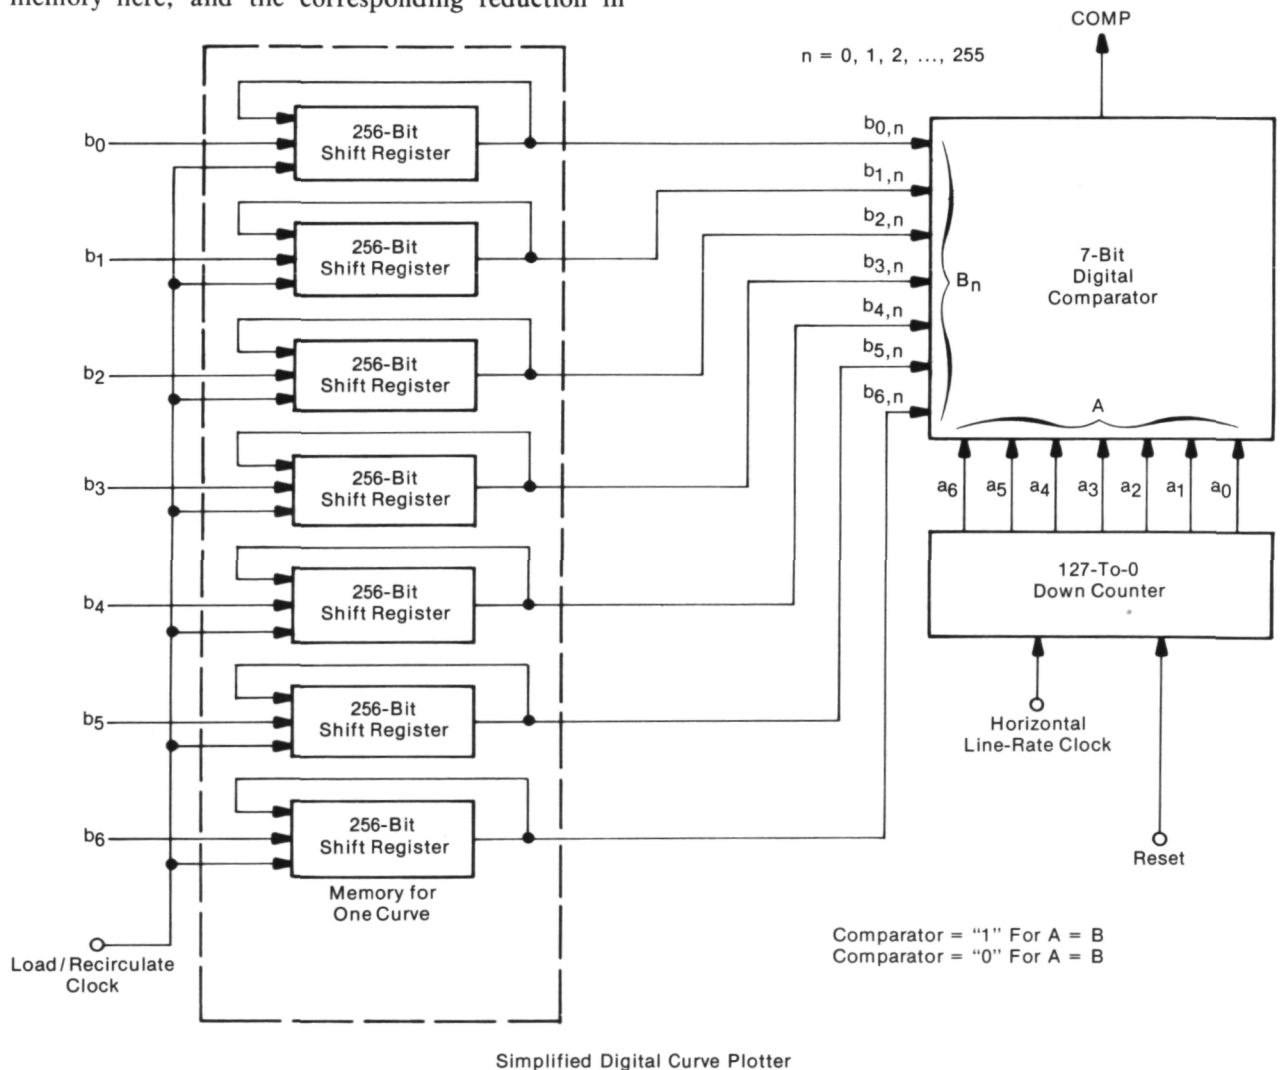 memory here, and the corresponding reduction in
COMP
n = 0, 1, 2, ..., 255
b0
256-Bit
Shift Register
b1
256-Bit
Shift Register
b2
256-Bit
Shift Register
b3
256-Bit
Shift Register
b4
256-Bit
Shift Register
b5
256-Bit
Shift Register
b6
256-Bit
Shift Register
Memory for
One Curve
Load/Recirculate
Clock
b0,n
b1,n
b2,n
b3,n
b4,n
b5,n
b6,n
Bn
7-Bit
Digital
Comparator
A
a6 a5 a4 a3 a2 a1 a0
127-To-0
Down Counter
Horizontal
Line-Rate Clock
Reset
Comparator = "1" For A = B
Comparator = "0" For A = B
Simplified Digital Curve Plotter